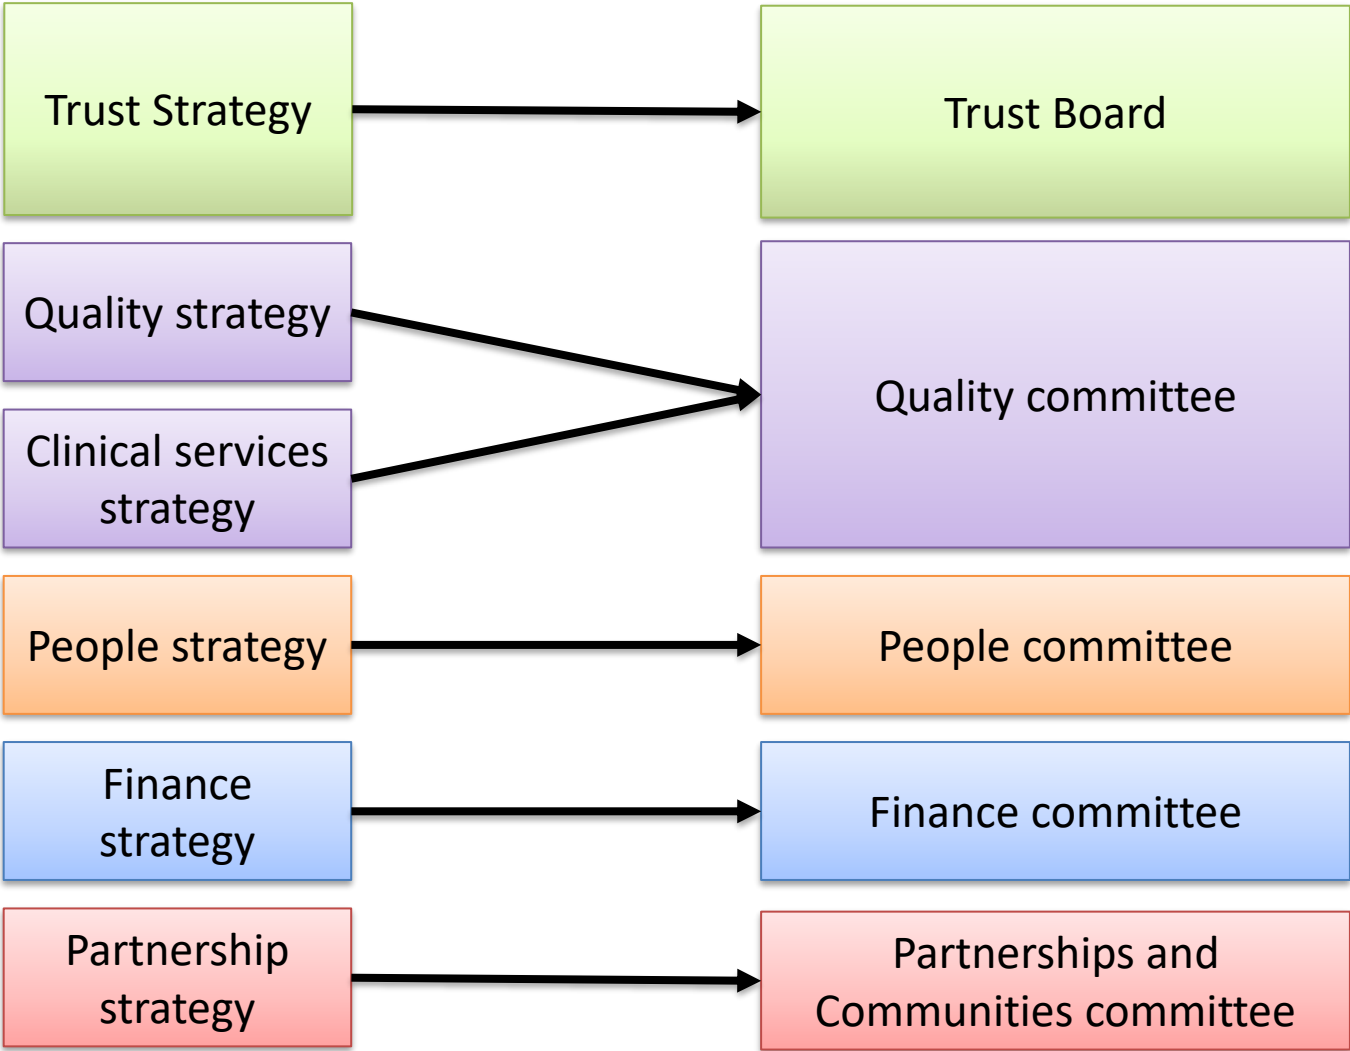 Trust Strategy
Trust Board
Quality strategy
Quality committee
Clinical services
strategy
People strategy
People committee
Finance
strategy
Finance committee
Partnership
strategy
Partnerships and
Communities committee